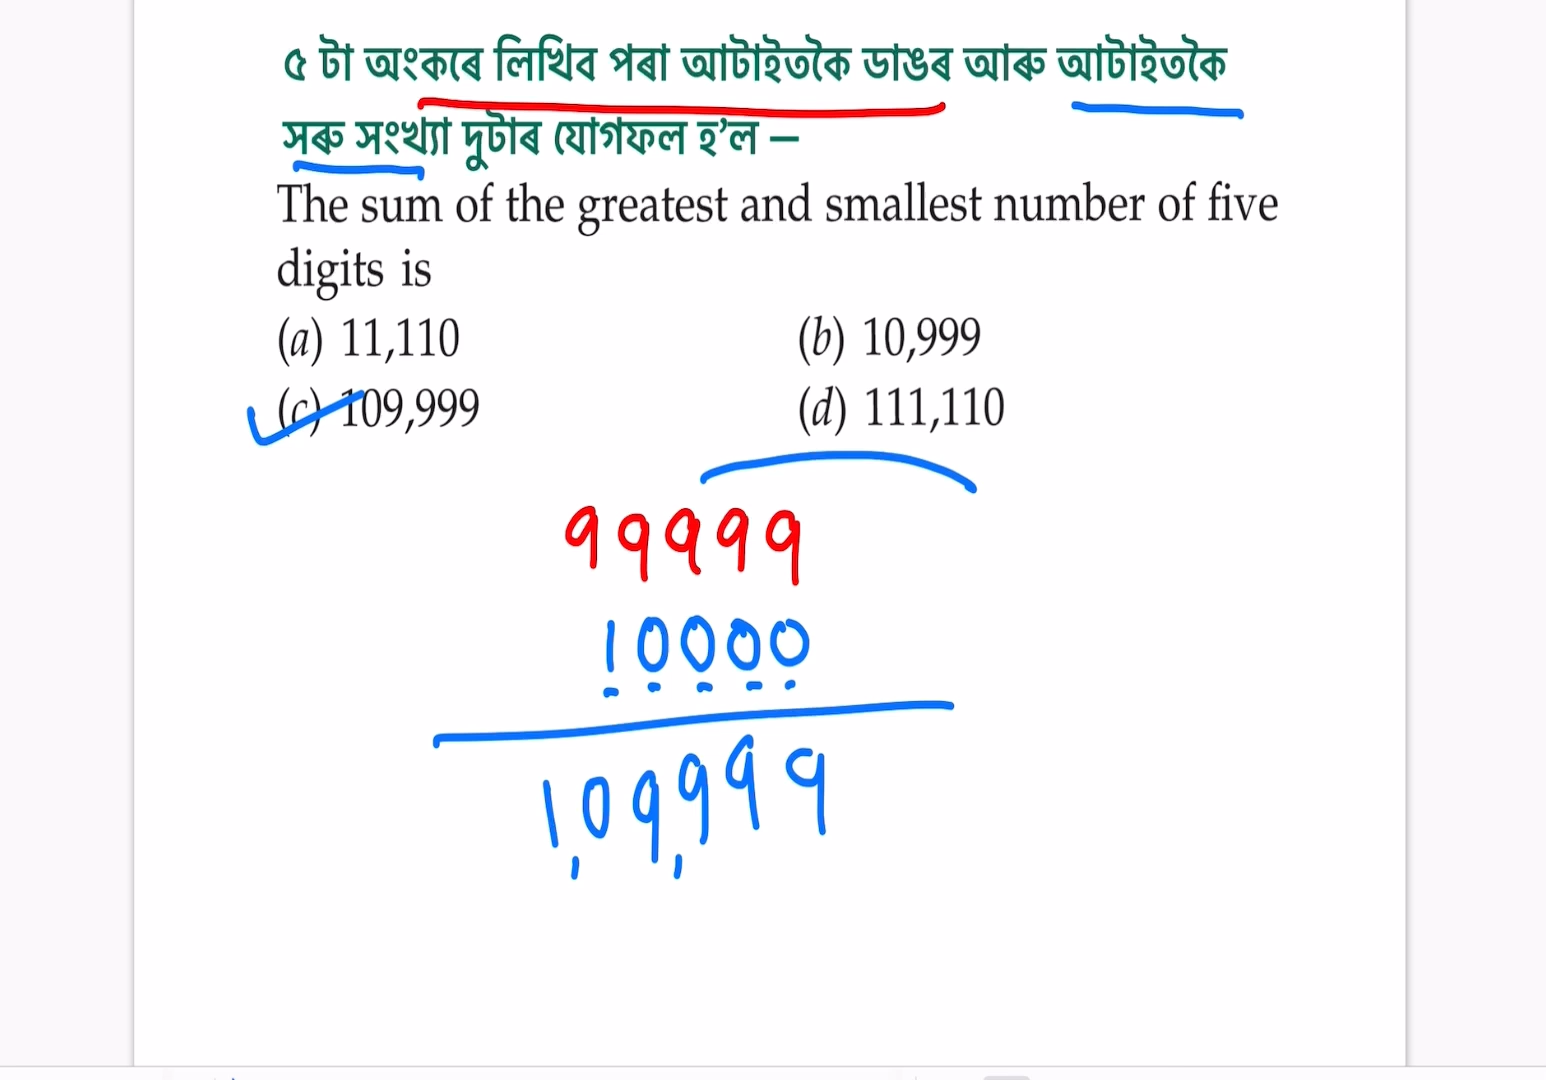 ৫ টা অংকৰে লিখিব পৰা আটাইতকৈ ডাঙৰ আৰু আটাইতকৈ
সৰু সংখ্যা দুটাৰ যোগফল হ’ল –
The sum of the greatest and smallest number of five
digits is
(a) 11,110 (b) 10,999
(c) 109,999 (d) 111,110
99999
10000
1,09,999